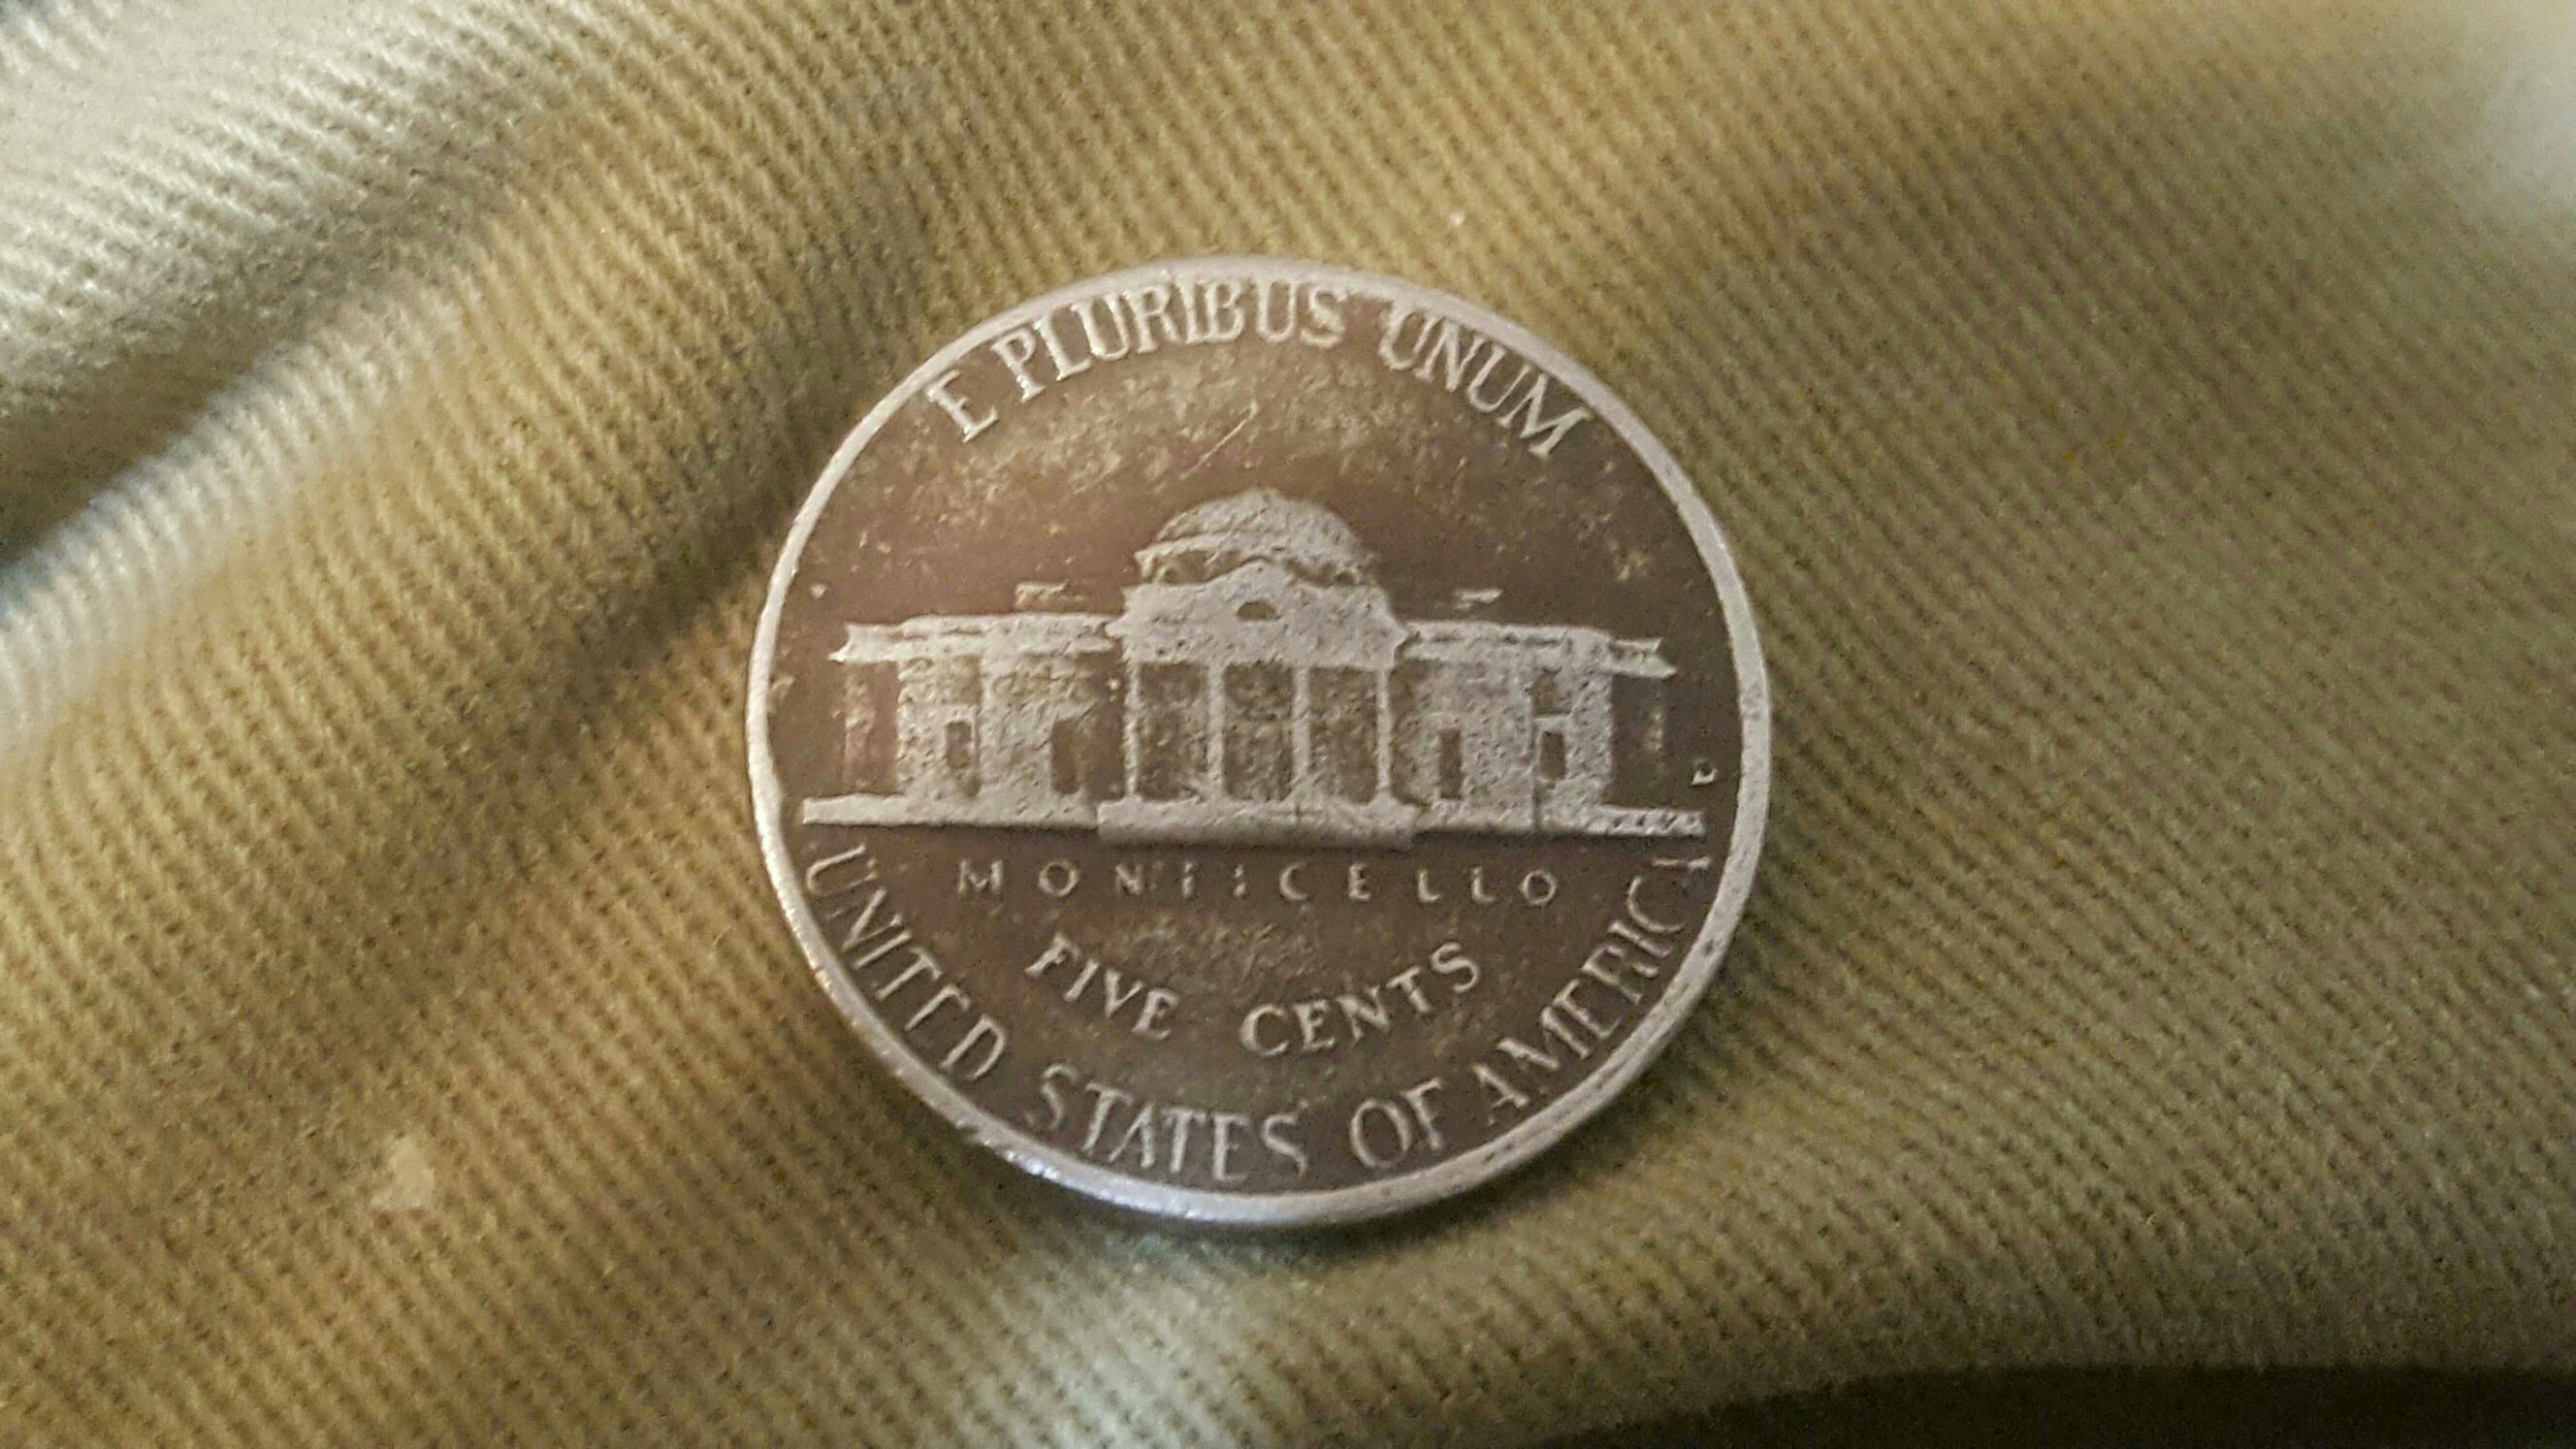 E PLURIBUS UNUM
MONTICELLO
FIVE CENTS
UNITED STATES OF AMERICA